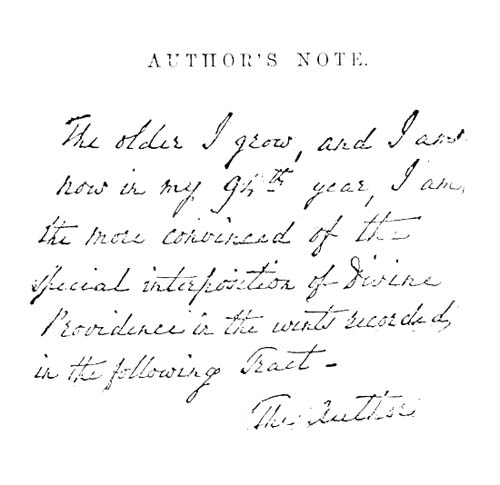 AUTHOR'S NOTE.
The older I grow, and I am
now in my 94th year, I am,
the more convinced of the
special interposition of Divine
Providence in the events recorded,
in the following Tract –
The Author